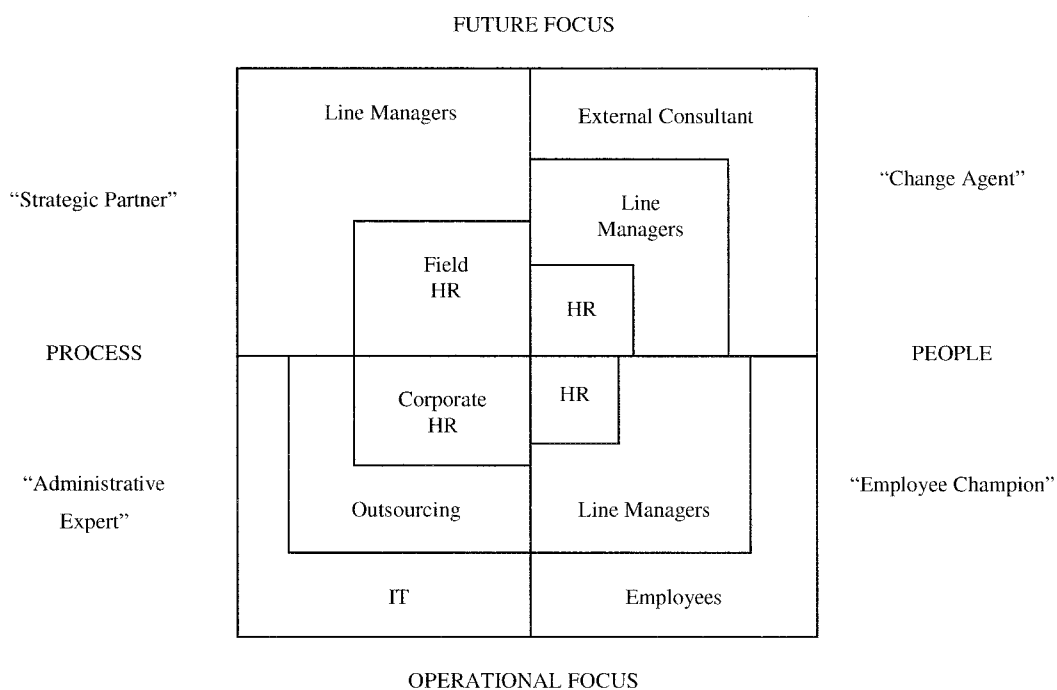 FUTURE FOCUS
Line Managers
External Consultant
“Strategic Partner”
“Change Agent”
Line
Managers
Field
HR
HR
PROCESS
PEOPLE
HR
Corporate
HR
“Administrative
Expert”
“Employee Champion”
Outsourcing
Line Managers
IT
Employees
OPERATIONAL FOCUS